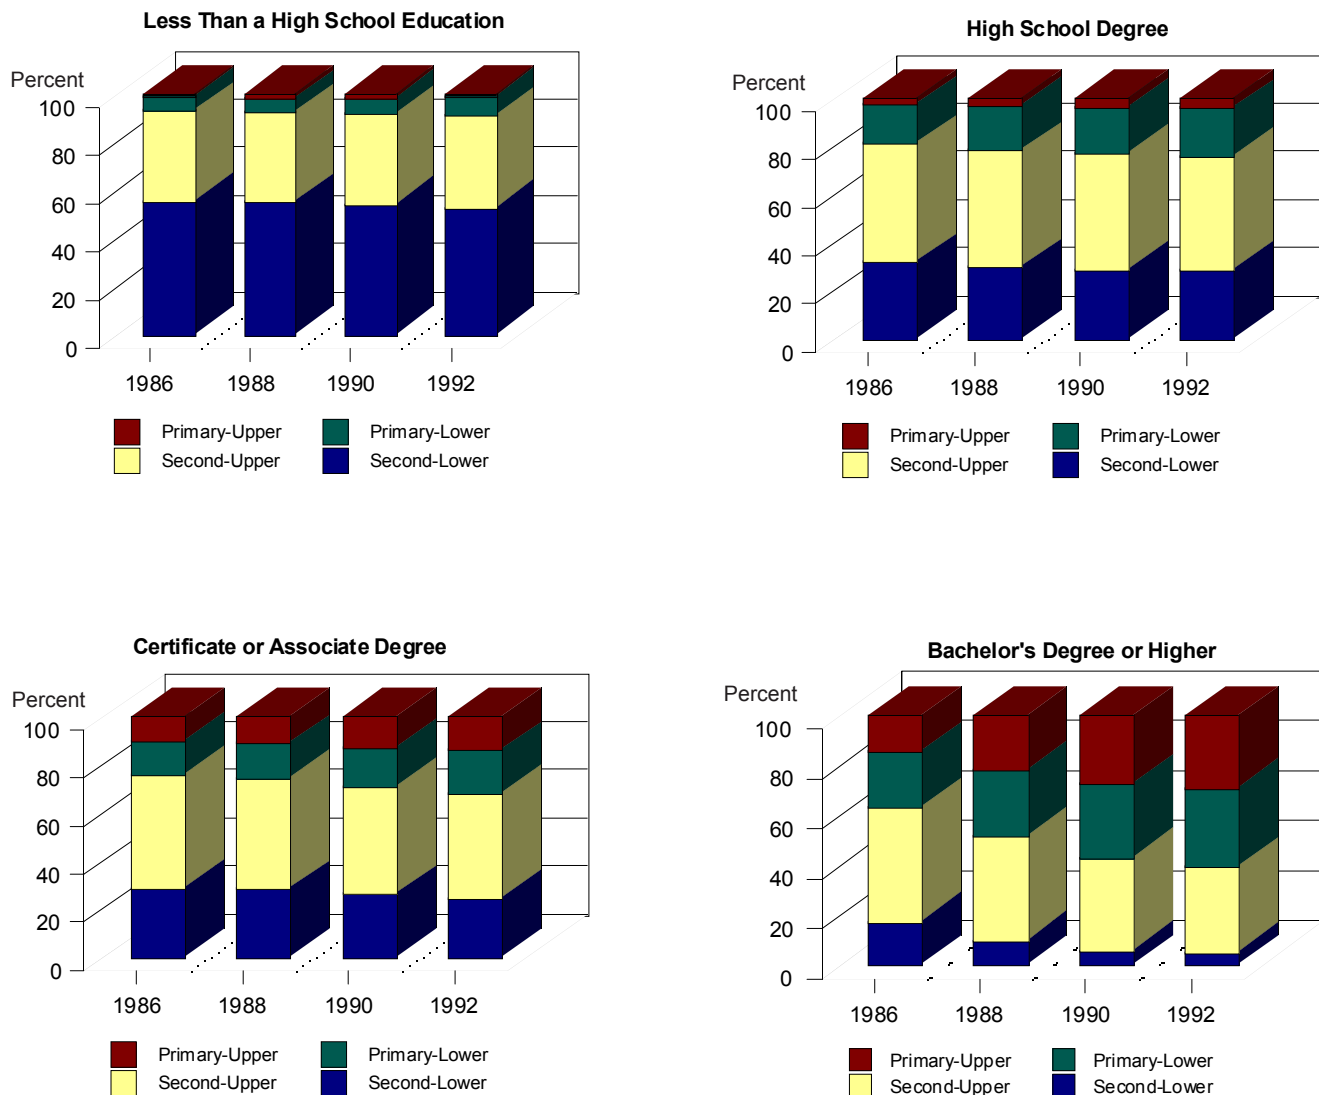 Less Than a High School Education
Percent
100
80
60
40
20
0
1986 1988 1990 1992
Primary-Upper Primary-Lower
Second-Upper Second-Lower
High School Degree
Percent
100
80
60
40
20
0
1986 1988 1990 1992
Primary-Upper Primary-Lower
Second-Upper Second-Lower
Certificate or Associate Degree
Percent
100
80
60
40
20
0
1986 1988 1990 1992
Primary-Upper Primary-Lower
Second-Upper Second-Lower
Bachelor's Degree or Higher
Percent
100
80
60
40
20
0
1986 1988 1990 1992
Primary-Upper Primary-Lower
Second-Upper Second-Lower